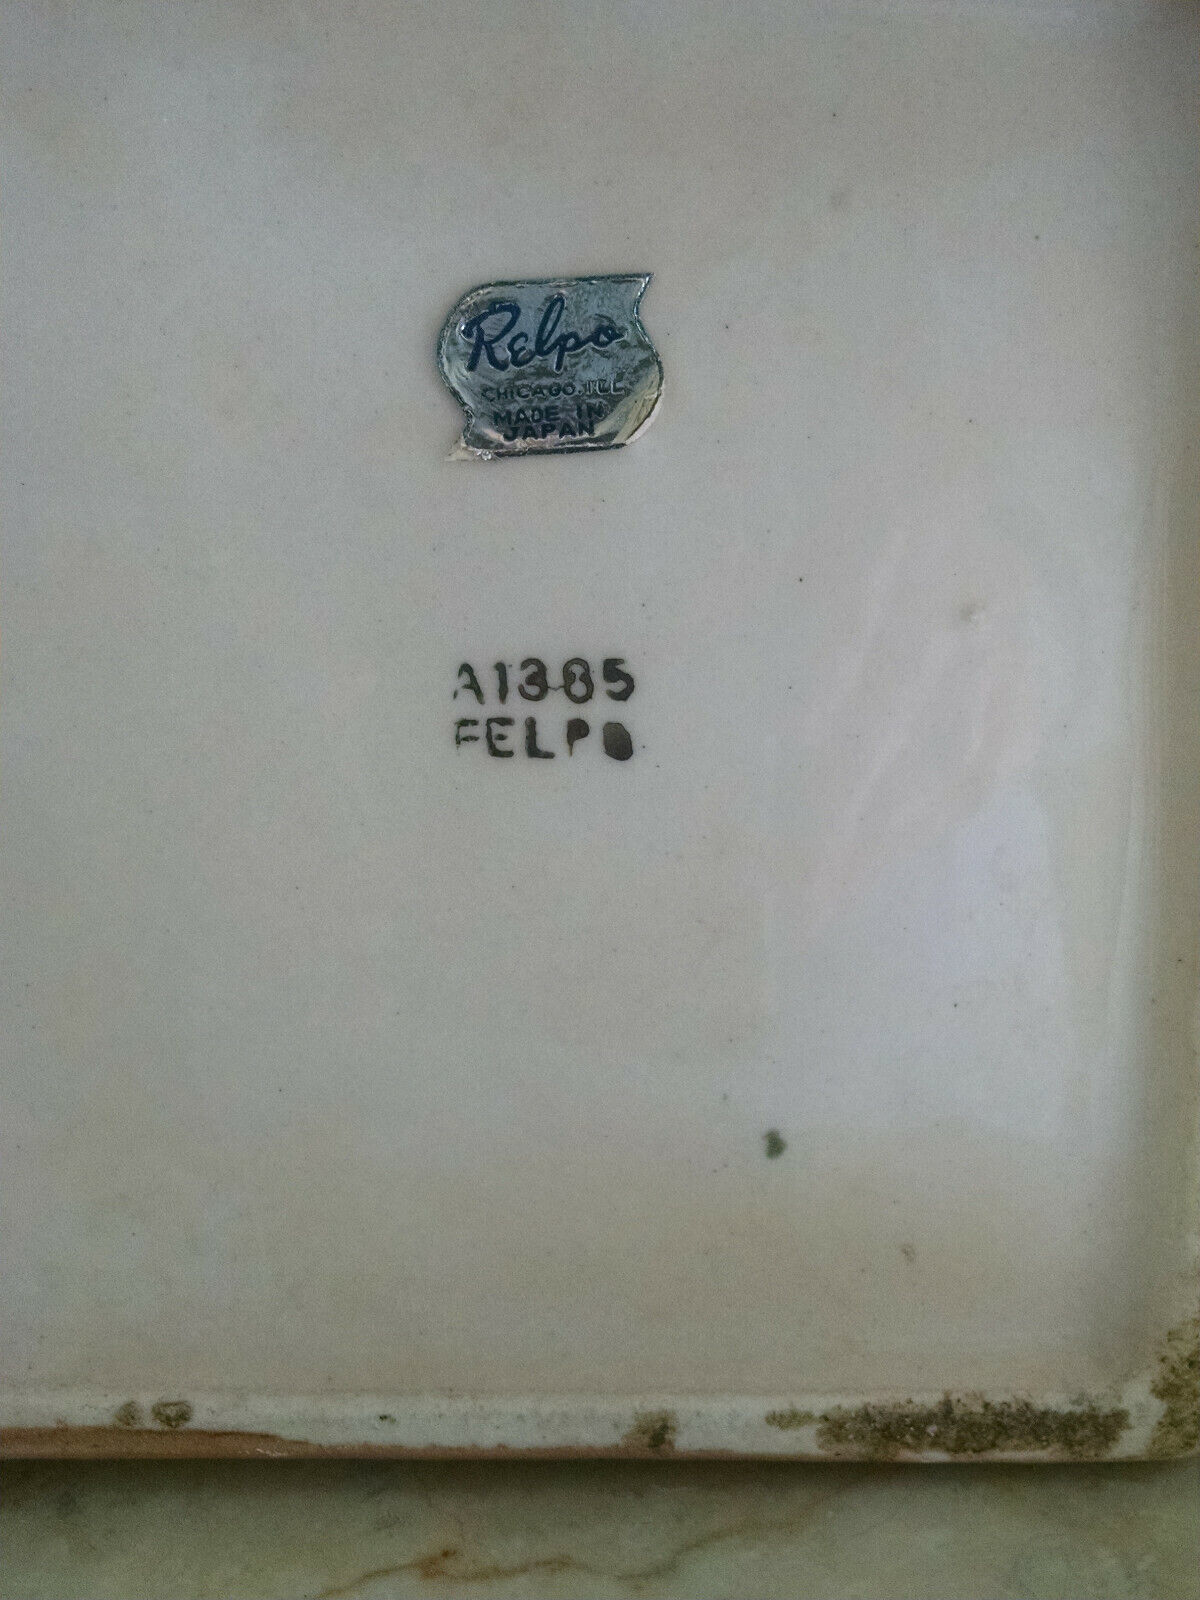 Relpo
CHICAGO, ILL.
MADE IN
JAPAN
A1385
FELPO